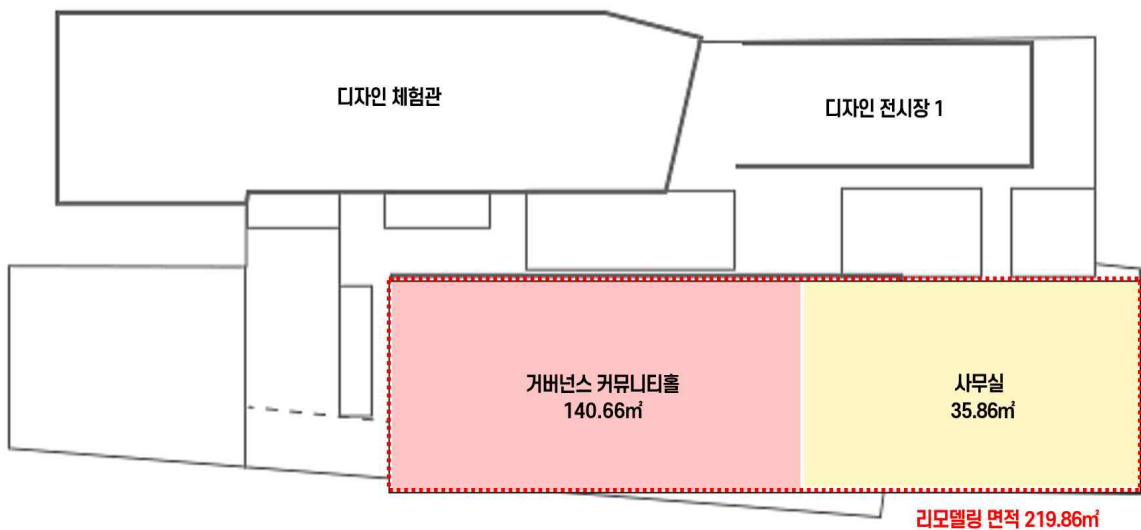 디자인 체험관
디자인 전시장 1
거버넌스 커뮤니티홀
140.66㎡
사무실
35.86㎡
리모델링 면적 219.86㎡